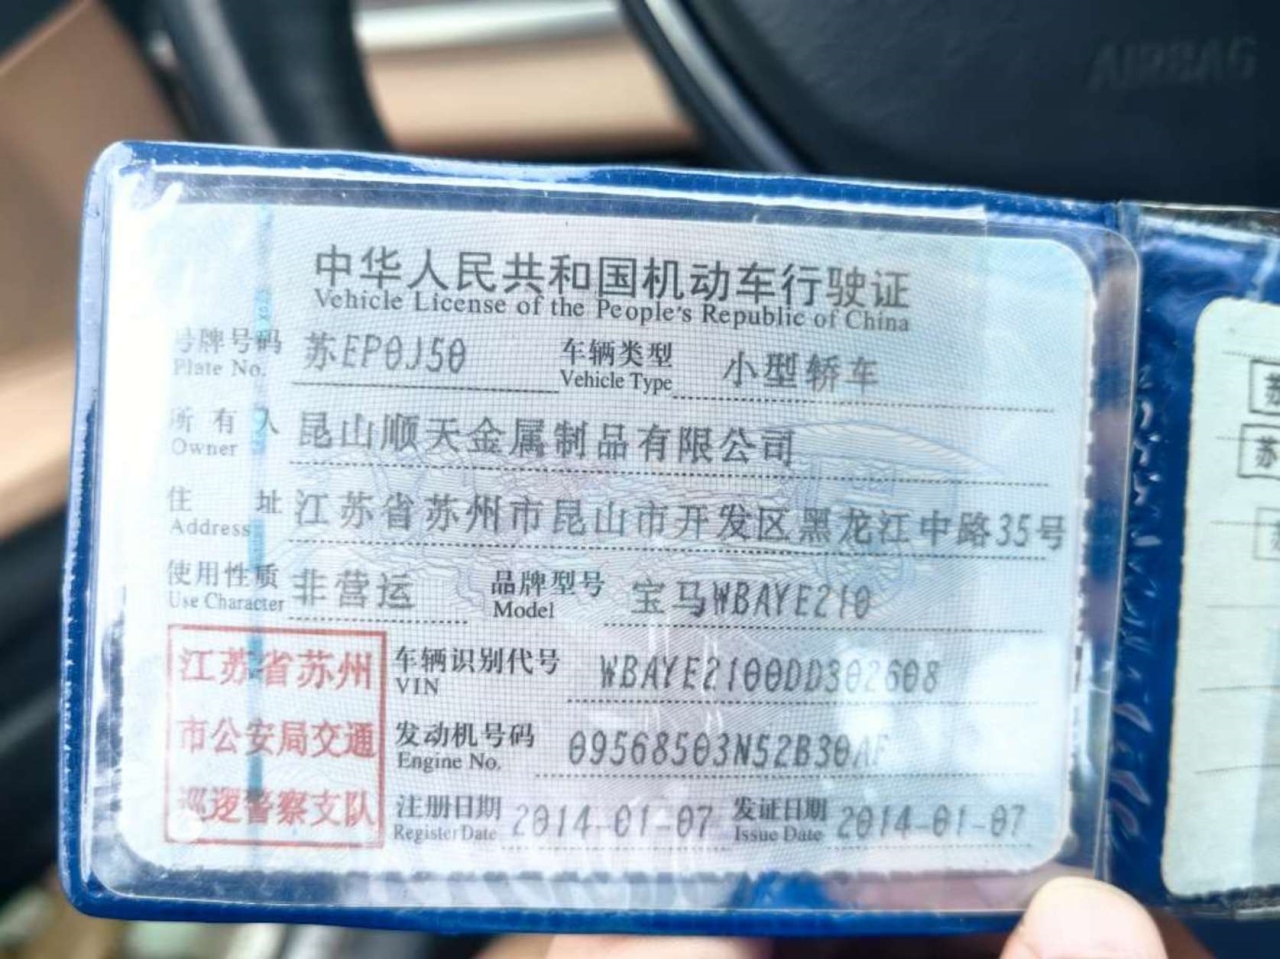 AIRBAG
中华人民共和国机动车行驶证
Vehicle License of the People's Republic of China
号牌号码 苏EP0J50 车辆类型 小型轿车
Plate No. Vehicle Type
所有人 昆山顺天金属制品有限公司
Owner
住址 江苏省苏州市昆山市开发区黑龙江中路35号
Address
使用性质 非营运 品牌型号 宝马WBAYE210
Use Character Model
江苏省苏州
市公安局交通
巡逻警察支队
车辆识别代号 WBAYE2100DD302608
VIN
发动机号码 09568503N52B30AF
Engine No.
注册日期 2014-01-07 发证日期 2014-01-07
Register Date Issue Date
苏
苏